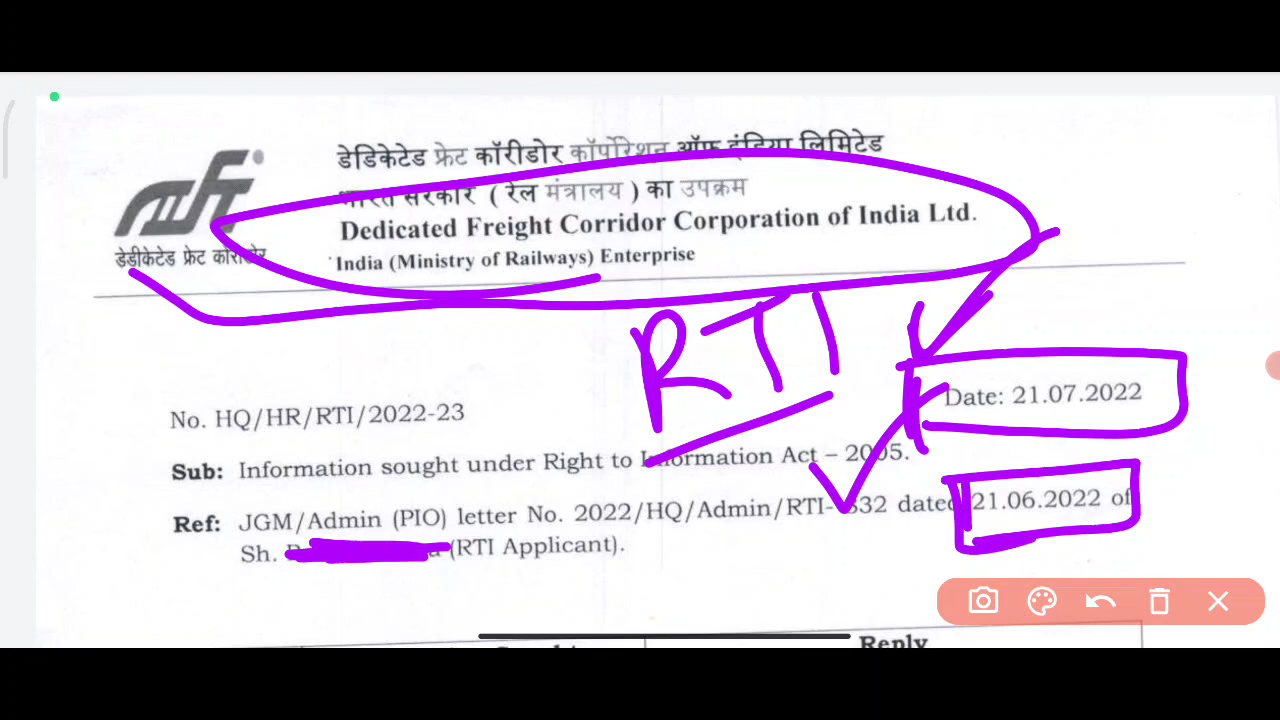 डेडिकेटेड फ्रेट कॉरीडोर कॉर्पोरेशन ऑफ इंडिया लिमिटेड
भारत सरकार ( रेल मंत्रालय ) का उपक्रम
Dedicated Freight Corridor Corporation of India Ltd.
India (Ministry of Railways) Enterprise
डेडीकेटेड फ्रेट कॉरीडोर
RTI
No. HQ/HR/RTI/2022-23
Date: 21.07.2022
Sub: Information sought under Right to Information Act – 2005.
Ref: JGM/Admin (PIO) letter No. 2022/HQ/Admin/RTI- dated 21.06.2022 of
Sh. (RTI Applicant).
Reply